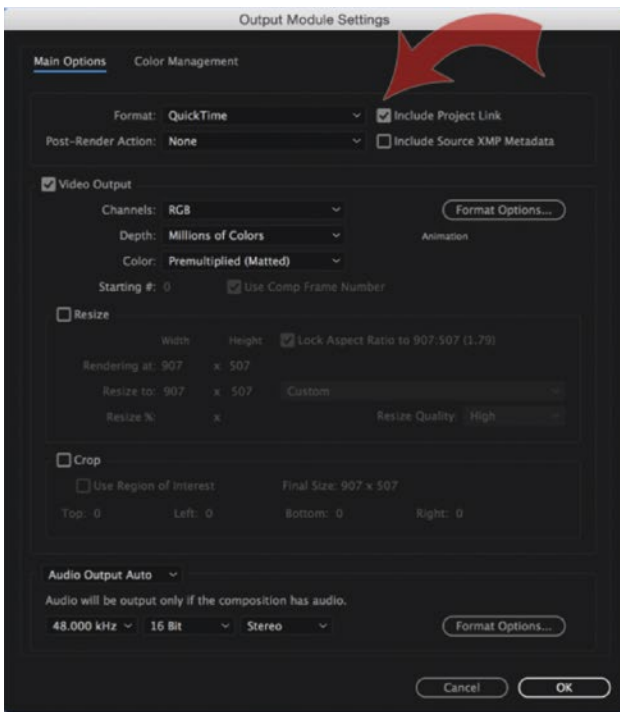 Output Module Settings
Main Options Color Management
Format: QuickTime Include Project Link
Post-Render Action: None Include Source XMP Metadata
Video Output
Channels: RGB Format Options...
Depth: Millions of Colors Animation
Color: Premultiplied (Matted)
Starting #: 0 Use Comp Frame Number
Resize
Width Height Lock Aspect Ratio to 907:507 (1.79)
Rendering at: 907 x 507
Resize to: 907 x 507 Custom
Resize %: x Resize Quality: High
Crop
Use Region of Interest Final Size: 907 x 507
Top: 0 Left: 0 Bottom: 0 Right: 0
Audio Output Auto
Audio will be output only if the composition has audio.
48.000 kHz 16 Bit Stereo Format Options...
Cancel OK